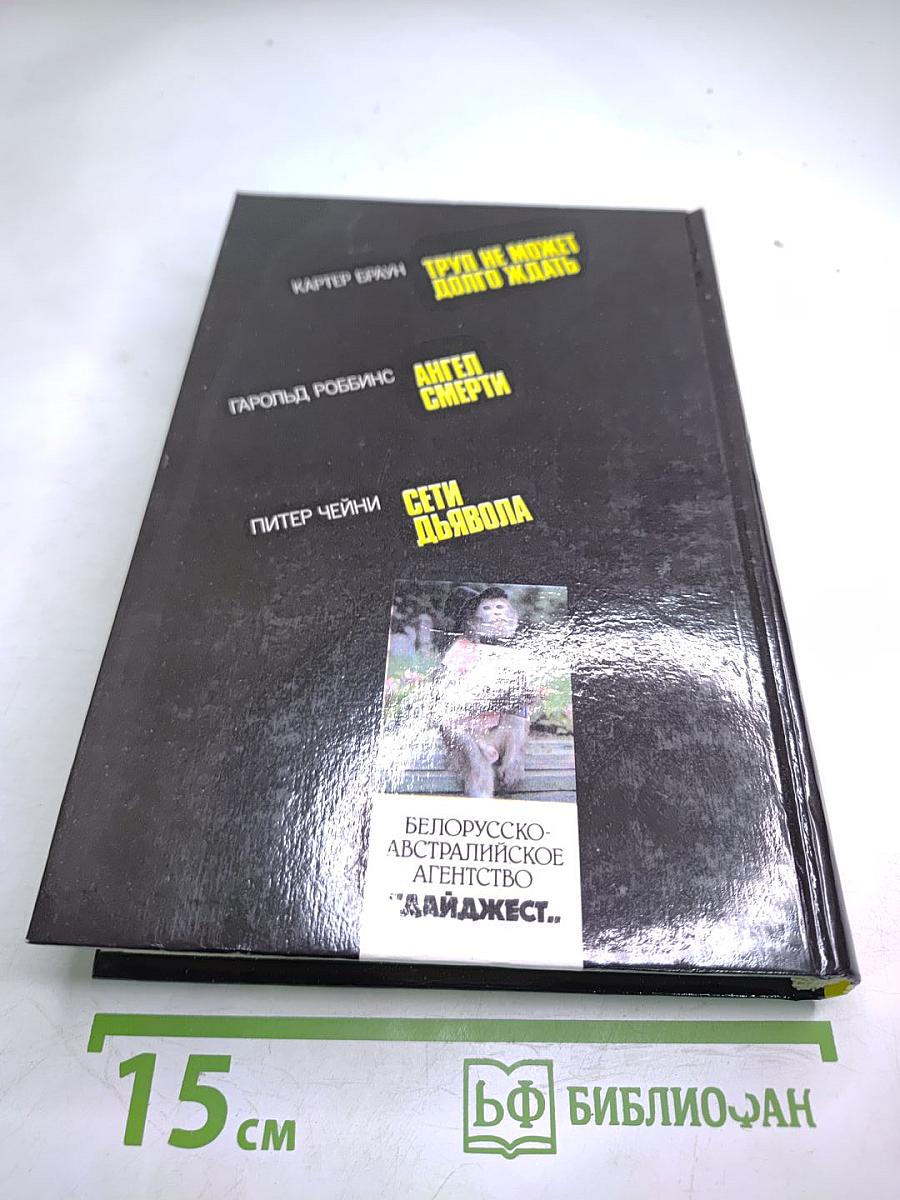 КАРТЕР БРАУН
ТРУП НЕ МОЖЕТ
ДОЛГО ЖДАТЬ
ГАРОЛЬД РОББИНС
АНГЕЛ
СМЕРТИ
ПИТЕР ЧЕЙНИ
СЕТИ
ДЬЯВОЛА
БЕЛОРУССКО-
АВСТРАЛИЙСКОЕ
АГЕНТСТВО
"ДАЙДЖЕСТ"
15 см
БФ БИБЛИОФАН